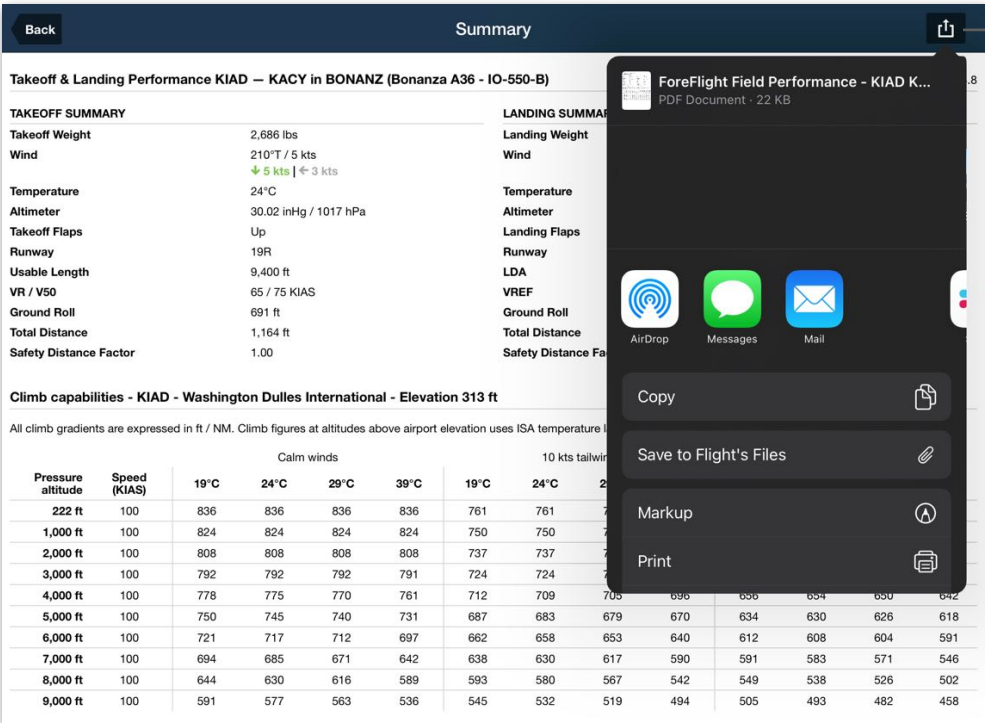 Back
Summary
Takeoff & Landing Performance KIAD — KACY in BONANZ (Bonanza A36 - IO-550-B)
.8
TAKEOFF SUMMARY
Takeoff Weight 2,686 lbs
Wind 210°T / 5 kts
↓ 5 kts | ← 3 kts
Temperature 24°C
Altimeter 30.02 inHg / 1017 hPa
Takeoff Flaps Up
Runway 19R
Usable Length 9,400 ft
VR / V50 65 / 75 KIAS
Ground Roll 691 ft
Total Distance 1,164 ft
Safety Distance Factor 1.00
LANDING SUMMAR
Landing Weight
Wind
Temperature
Altimeter
Landing Flaps
Runway
LDA
VREF
Ground Roll
Total Distance
Safety Distance Fa
ForeFlight Field Performance - KIAD K...
PDF Document · 22 KB
AirDrop Messages Mail
Copy
Save to Flight's Files
Markup
Print
Climb capabilities - KIAD - Washington Dulles International - Elevation 313 ft
All climb gradients are expressed in ft / NM. Climb figures at altitudes above airport elevation uses ISA temperature
Calm winds 10 kts tailwin
Pressure altitude Speed (KIAS) 19°C 24°C 29°C 39°C 19°C 24°C 2
222 ft 100 836 836 836 836 761 761 7
1,000 ft 100 824 824 824 824 750 750 7
2,000 ft 100 808 808 808 808 737 737 7
3,000 ft 100 792 792 792 791 724 724 7
4,000 ft 100 778 775 770 761 712 709 705 696 656 654 650 642
5,000 ft 100 750 745 740 731 687 683 679 670 634 630 626 618
6,000 ft 100 721 717 712 697 662 658 653 640 612 608 604 591
7,000 ft 100 694 685 671 642 638 630 617 590 591 583 571 546
8,000 ft 100 644 630 616 589 593 580 567 542 549 538 526 502
9,000 ft 100 591 577 563 536 545 532 519 494 505 493 482 458